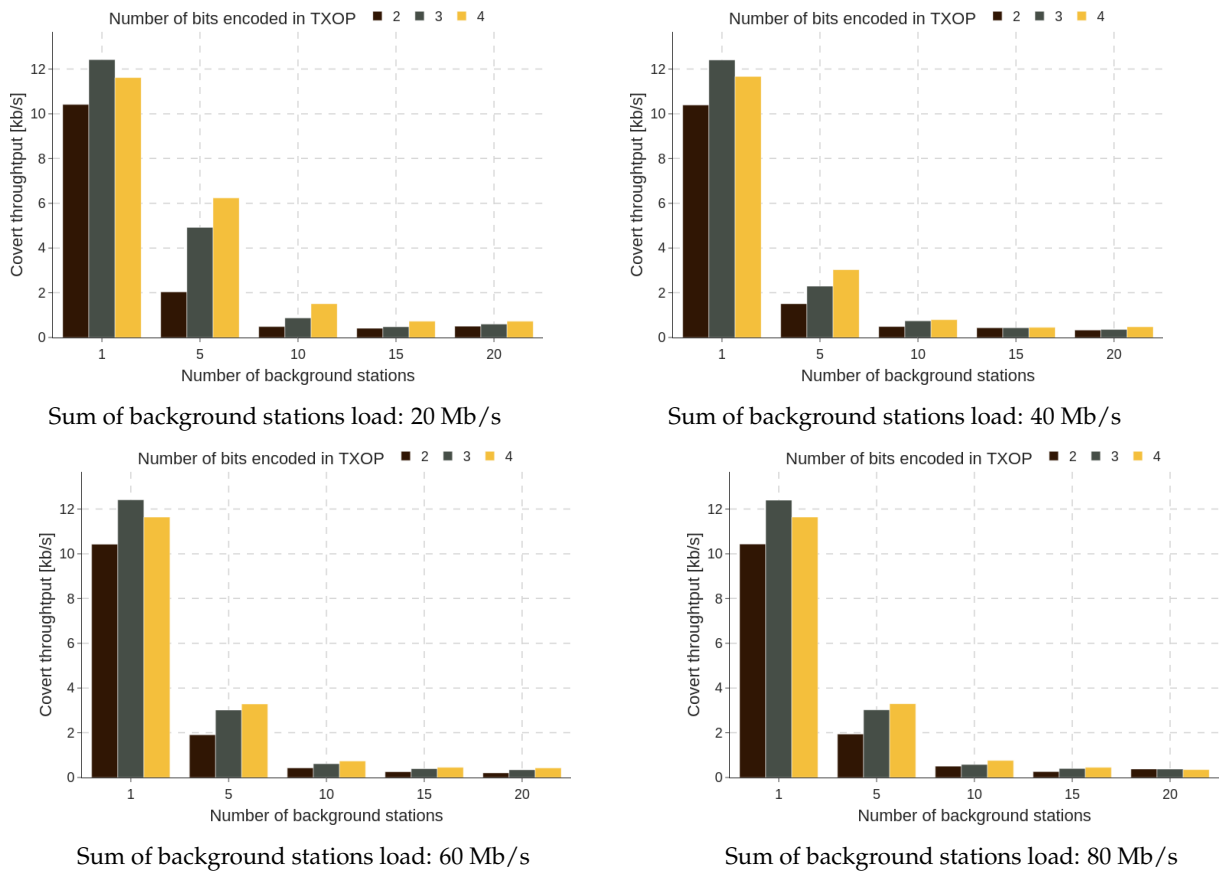 Number of bits encoded in TXOP 2 3 4
Covert throughtput [kb/s]
12
10
8
6
4
2
0
1 5 10 15 20
Number of background stations
Sum of background stations load: 20 Mb/s
Number of bits encoded in TXOP 2 3 4
Covert throughtput [kb/s]
12
10
8
6
4
2
0
1 5 10 15 20
Number of background stations
Sum of background stations load: 40 Mb/s
Number of bits encoded in TXOP 2 3 4
Covert throughtput [kb/s]
12
10
8
6
4
2
0
1 5 10 15 20
Number of background stations
Sum of background stations load: 60 Mb/s
Number of bits encoded in TXOP 2 3 4
Covert throughtput [kb/s]
12
10
8
6
4
2
0
1 5 10 15 20
Number of background stations
Sum of background stations load: 80 Mb/s